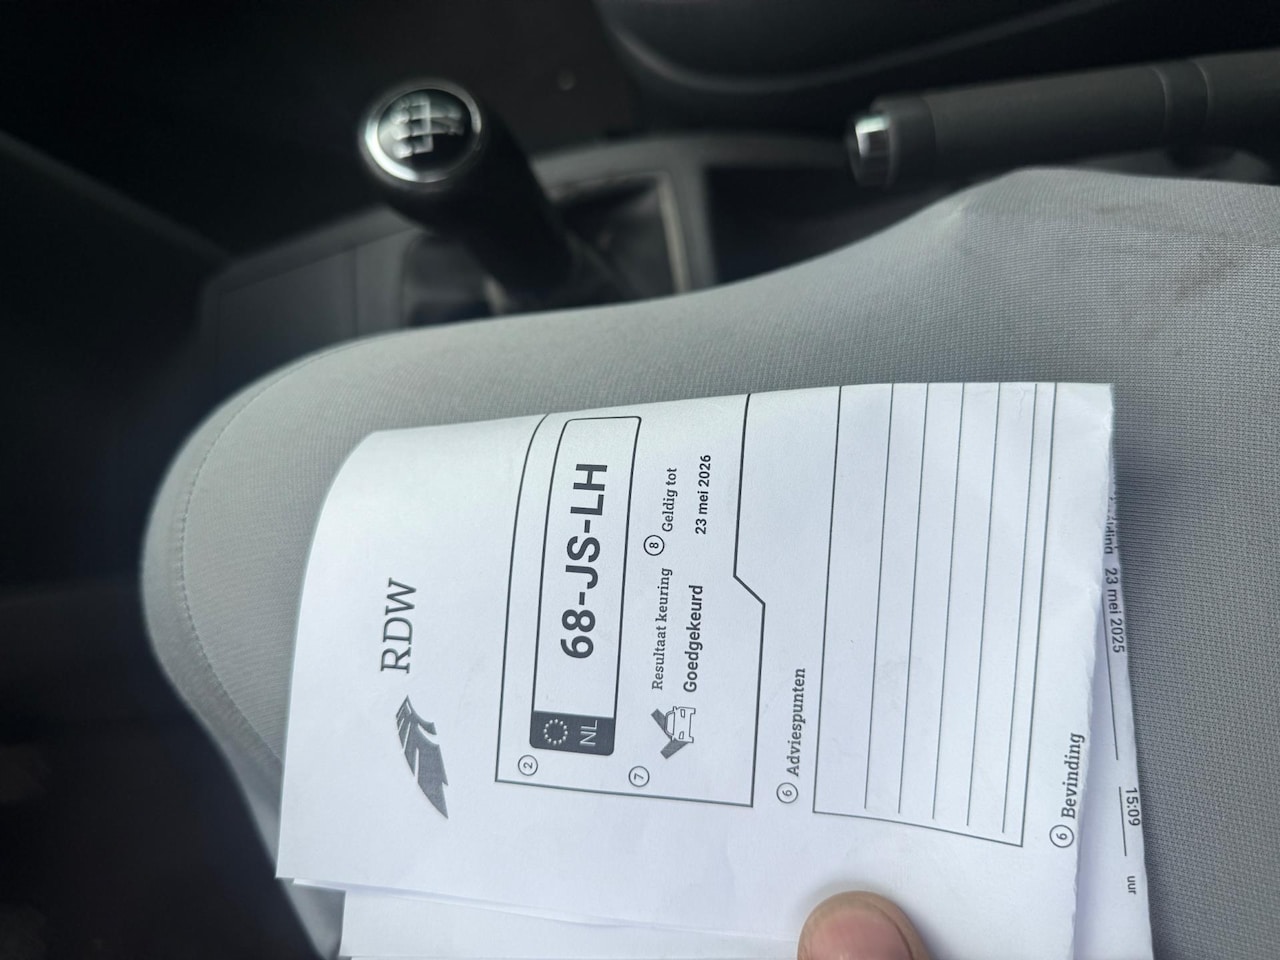 RDW
2
NL
68-JS-LH
7
Resultaat keuring
Goedgekeurd
8 Geldig tot
23 mei 2026
6 Adviespunten
6 Bevinding
23 mei 2025
15:09 uur